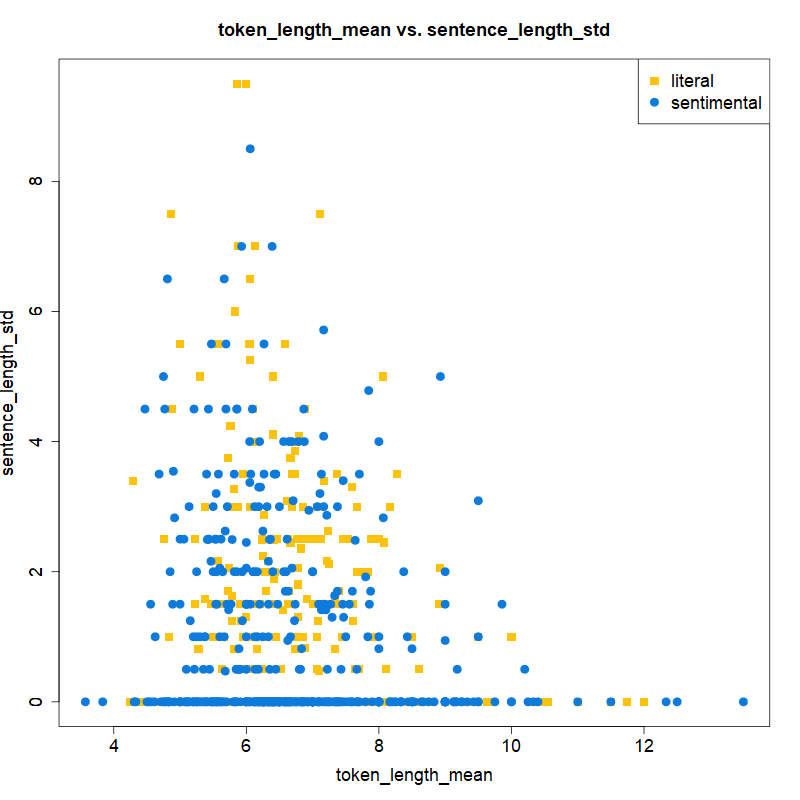 token_length_mean vs. sentence_length_std
literal
sentimental
sentence_length_std
8
6
4
2
0
4 6 8 10 12
token_length_mean